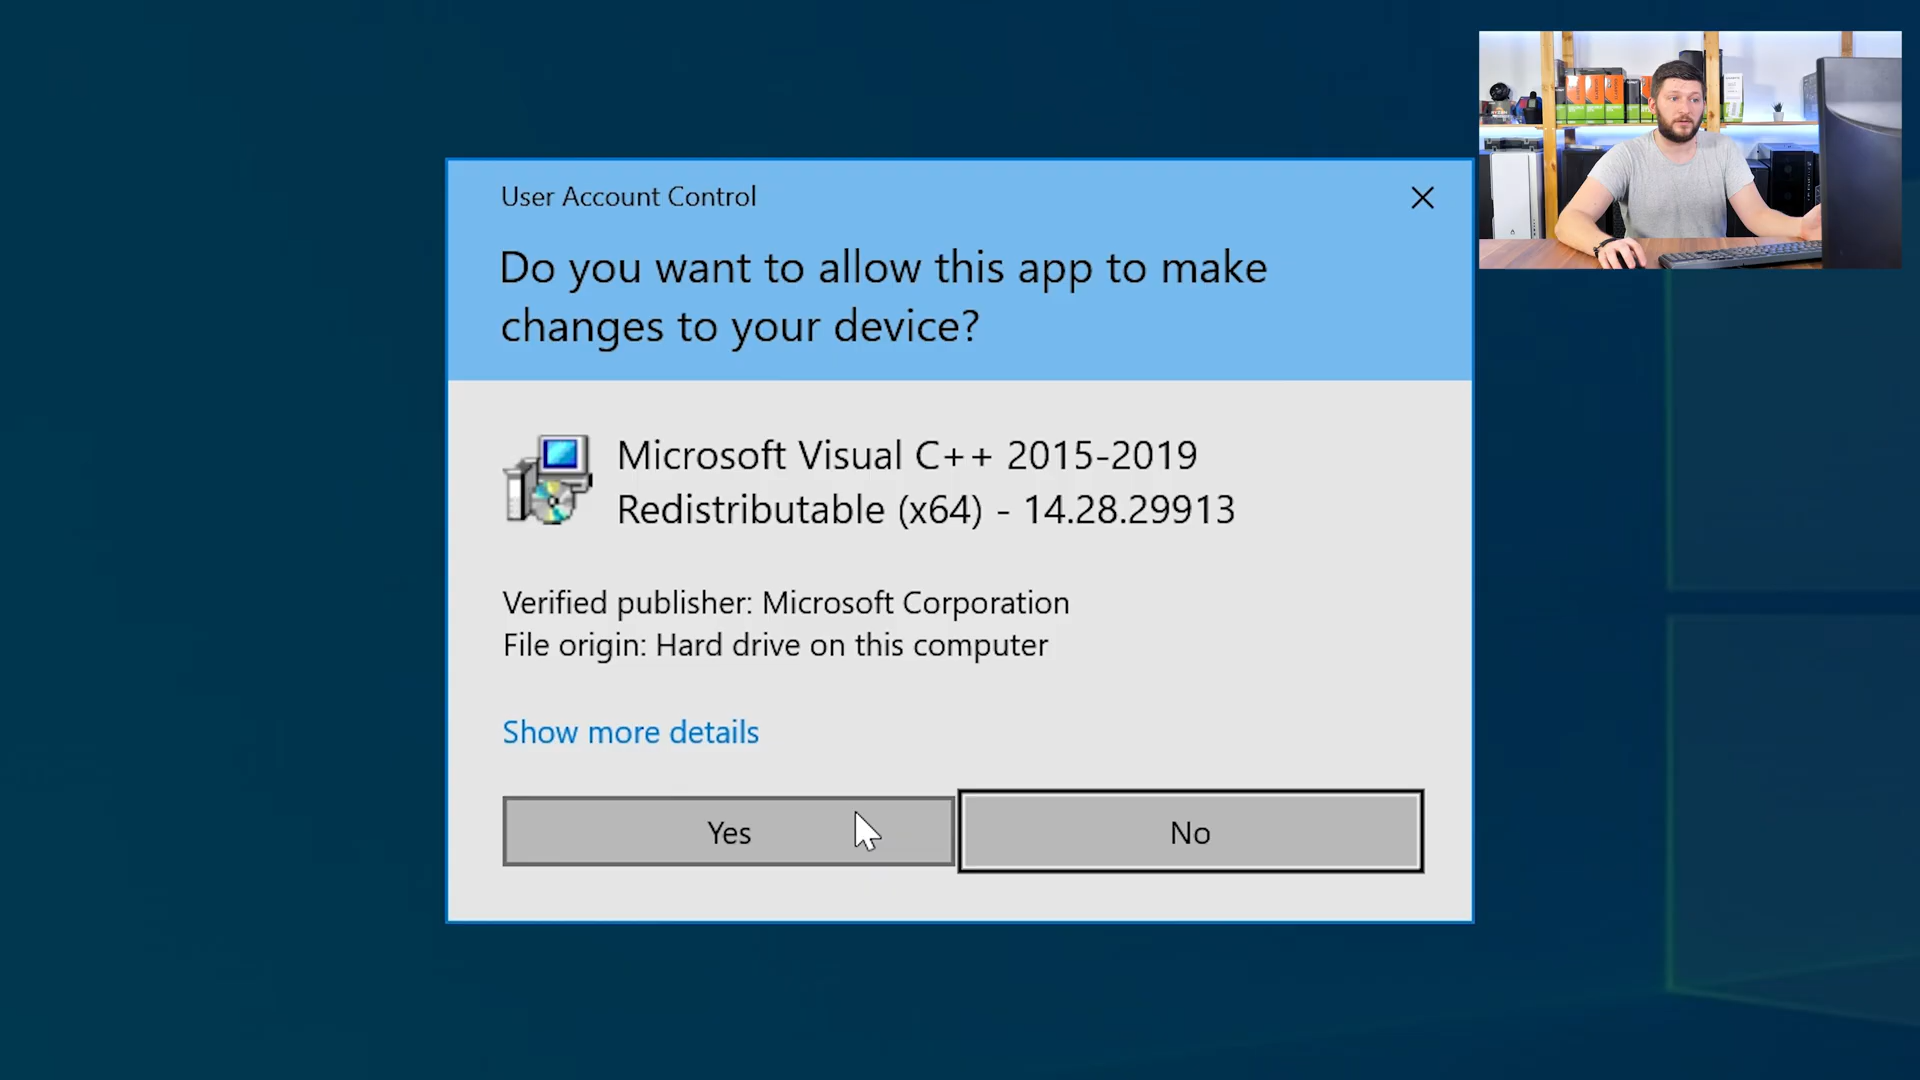 User Account Control
Do you want to allow this app to make
changes to your device?
Microsoft Visual C++ 2015-2019
Redistributable (x64) - 14.28.29913
Verified publisher: Microsoft Corporation
File origin: Hard drive on this computer
Show more details
Yes
No